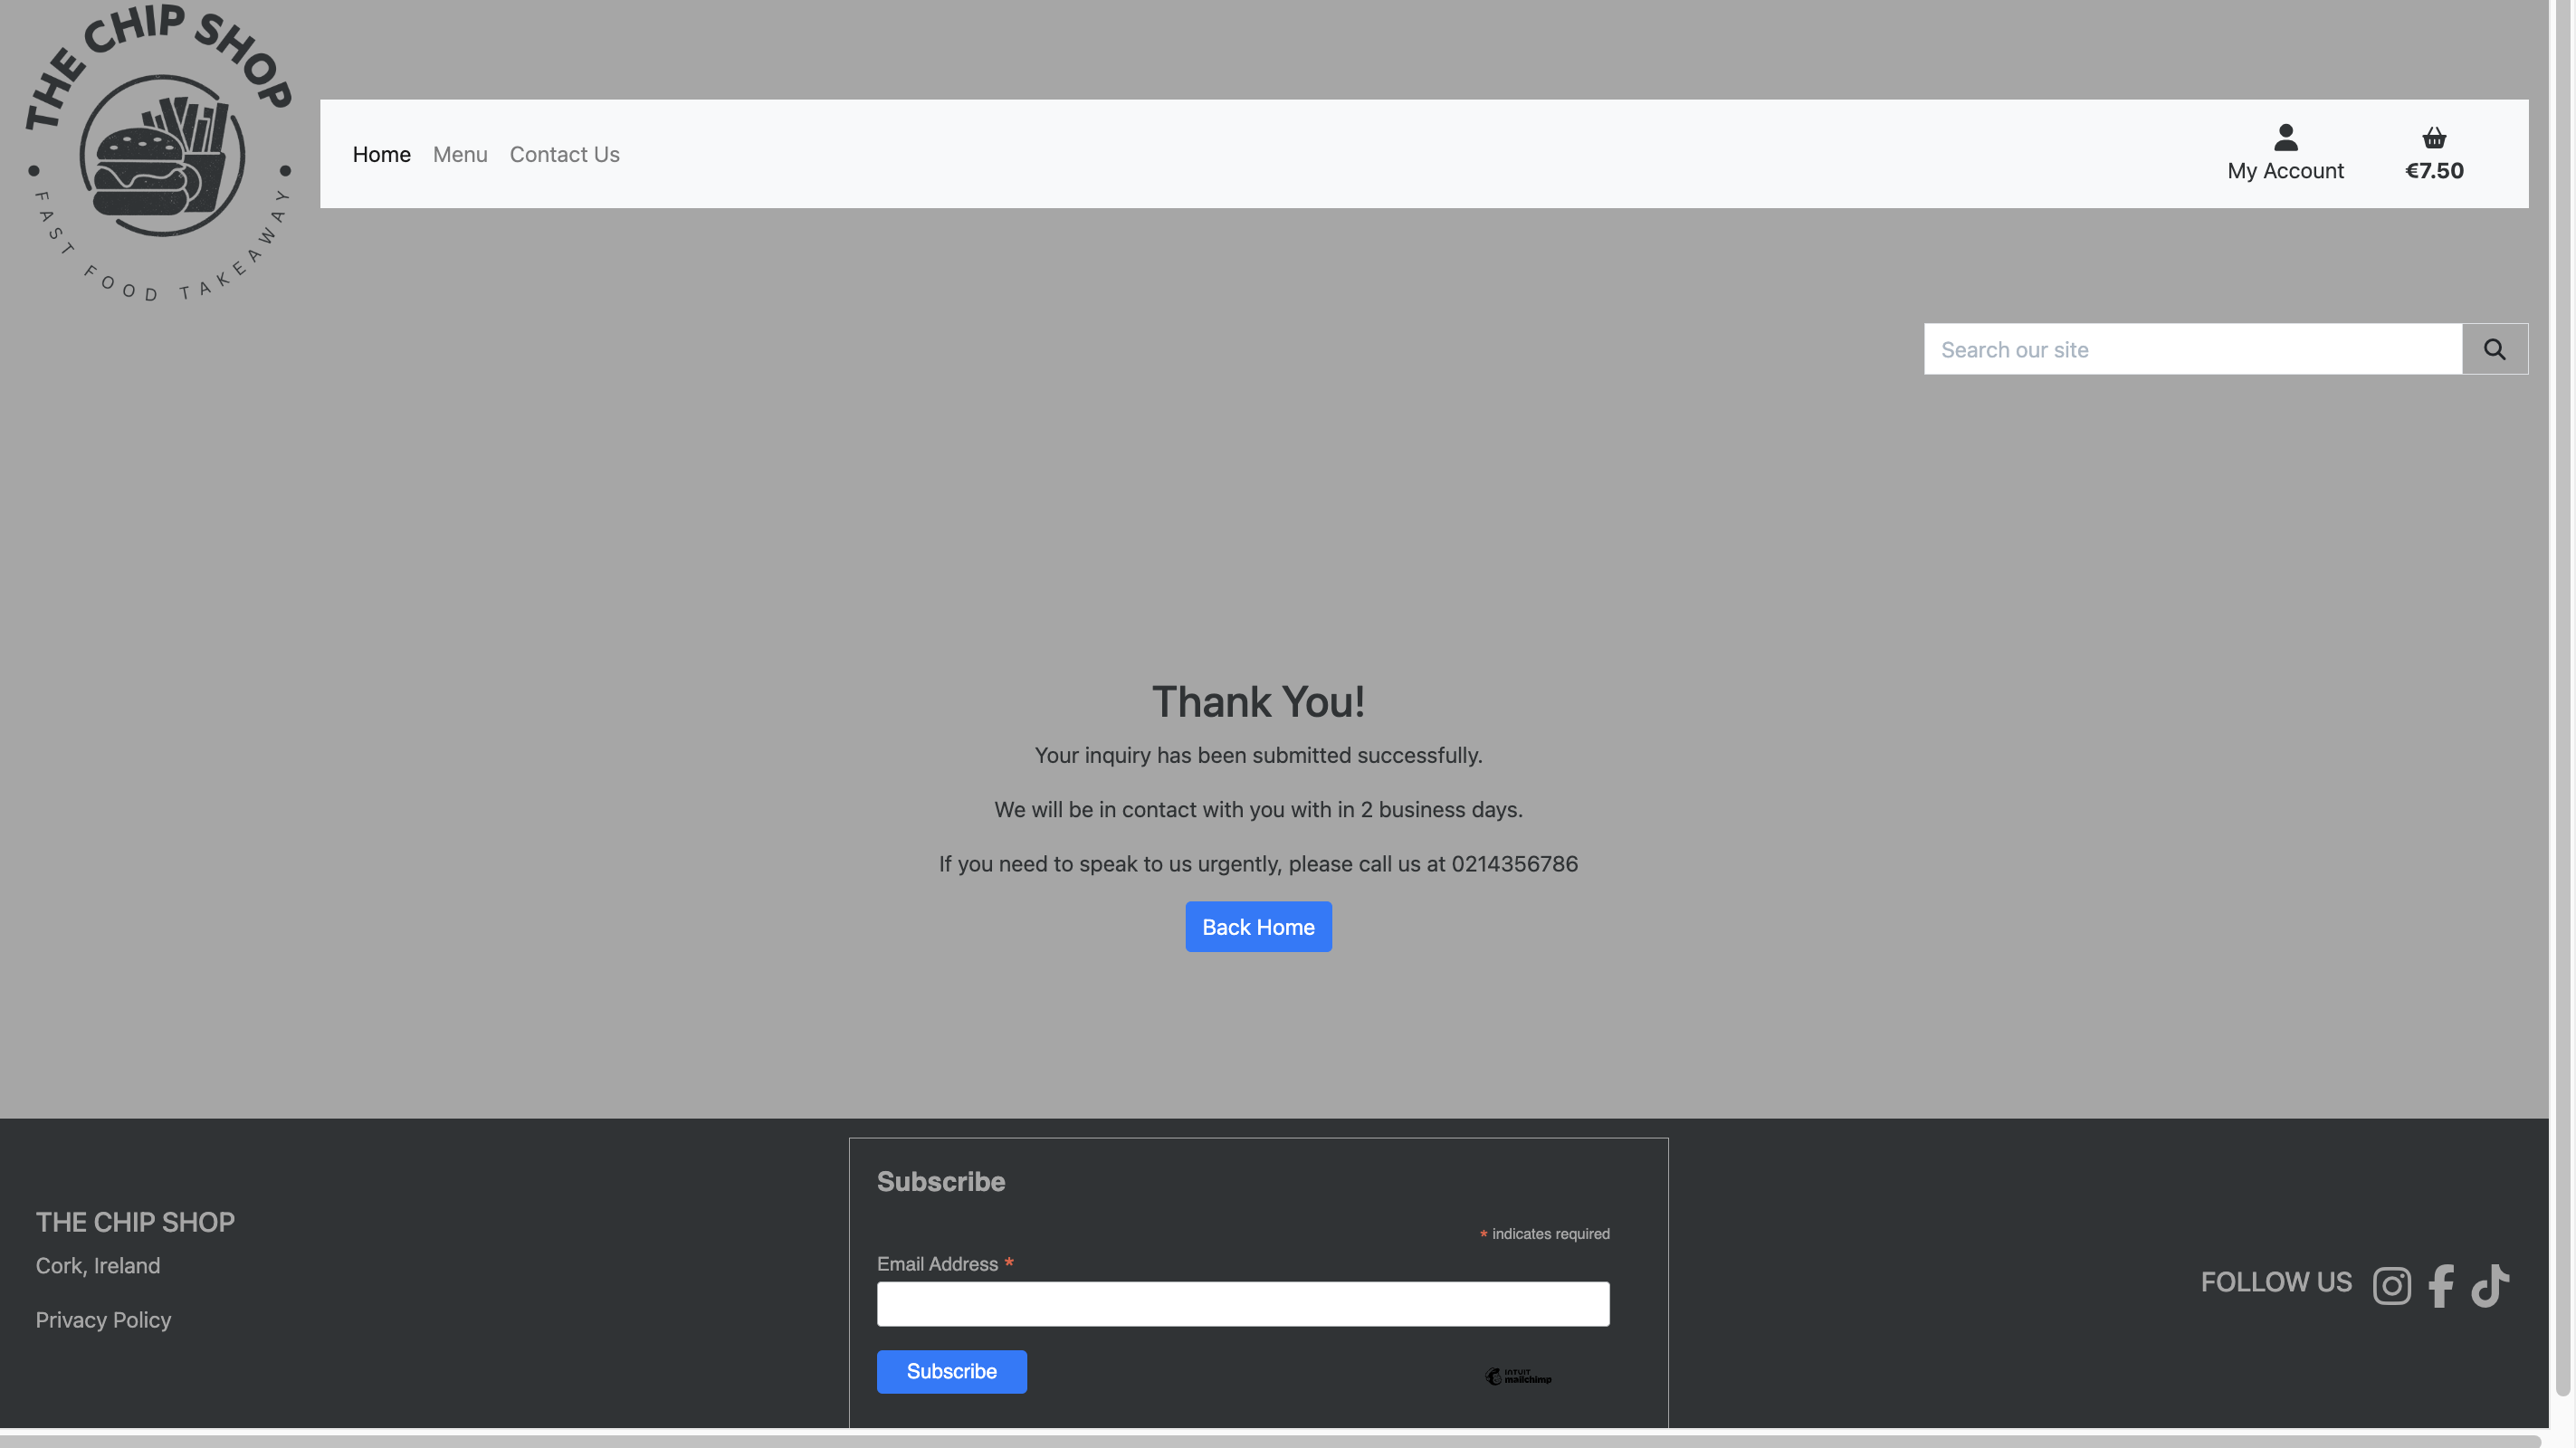 THE CHIP SHOP
FAST FOOD TAKEAWAY
Home Menu Contact Us
My Account
€7.50
Search our site
Thank You!
Your inquiry has been submitted successfully.
We will be in contact with you with in 2 business days.
If you need to speak to us urgently, please call us at 0214356786
Back Home
THE CHIP SHOP
Cork, Ireland
Privacy Policy
Subscribe
* indicates required
Email Address *
Subscribe
INTUIT
mailchimp
FOLLOW US